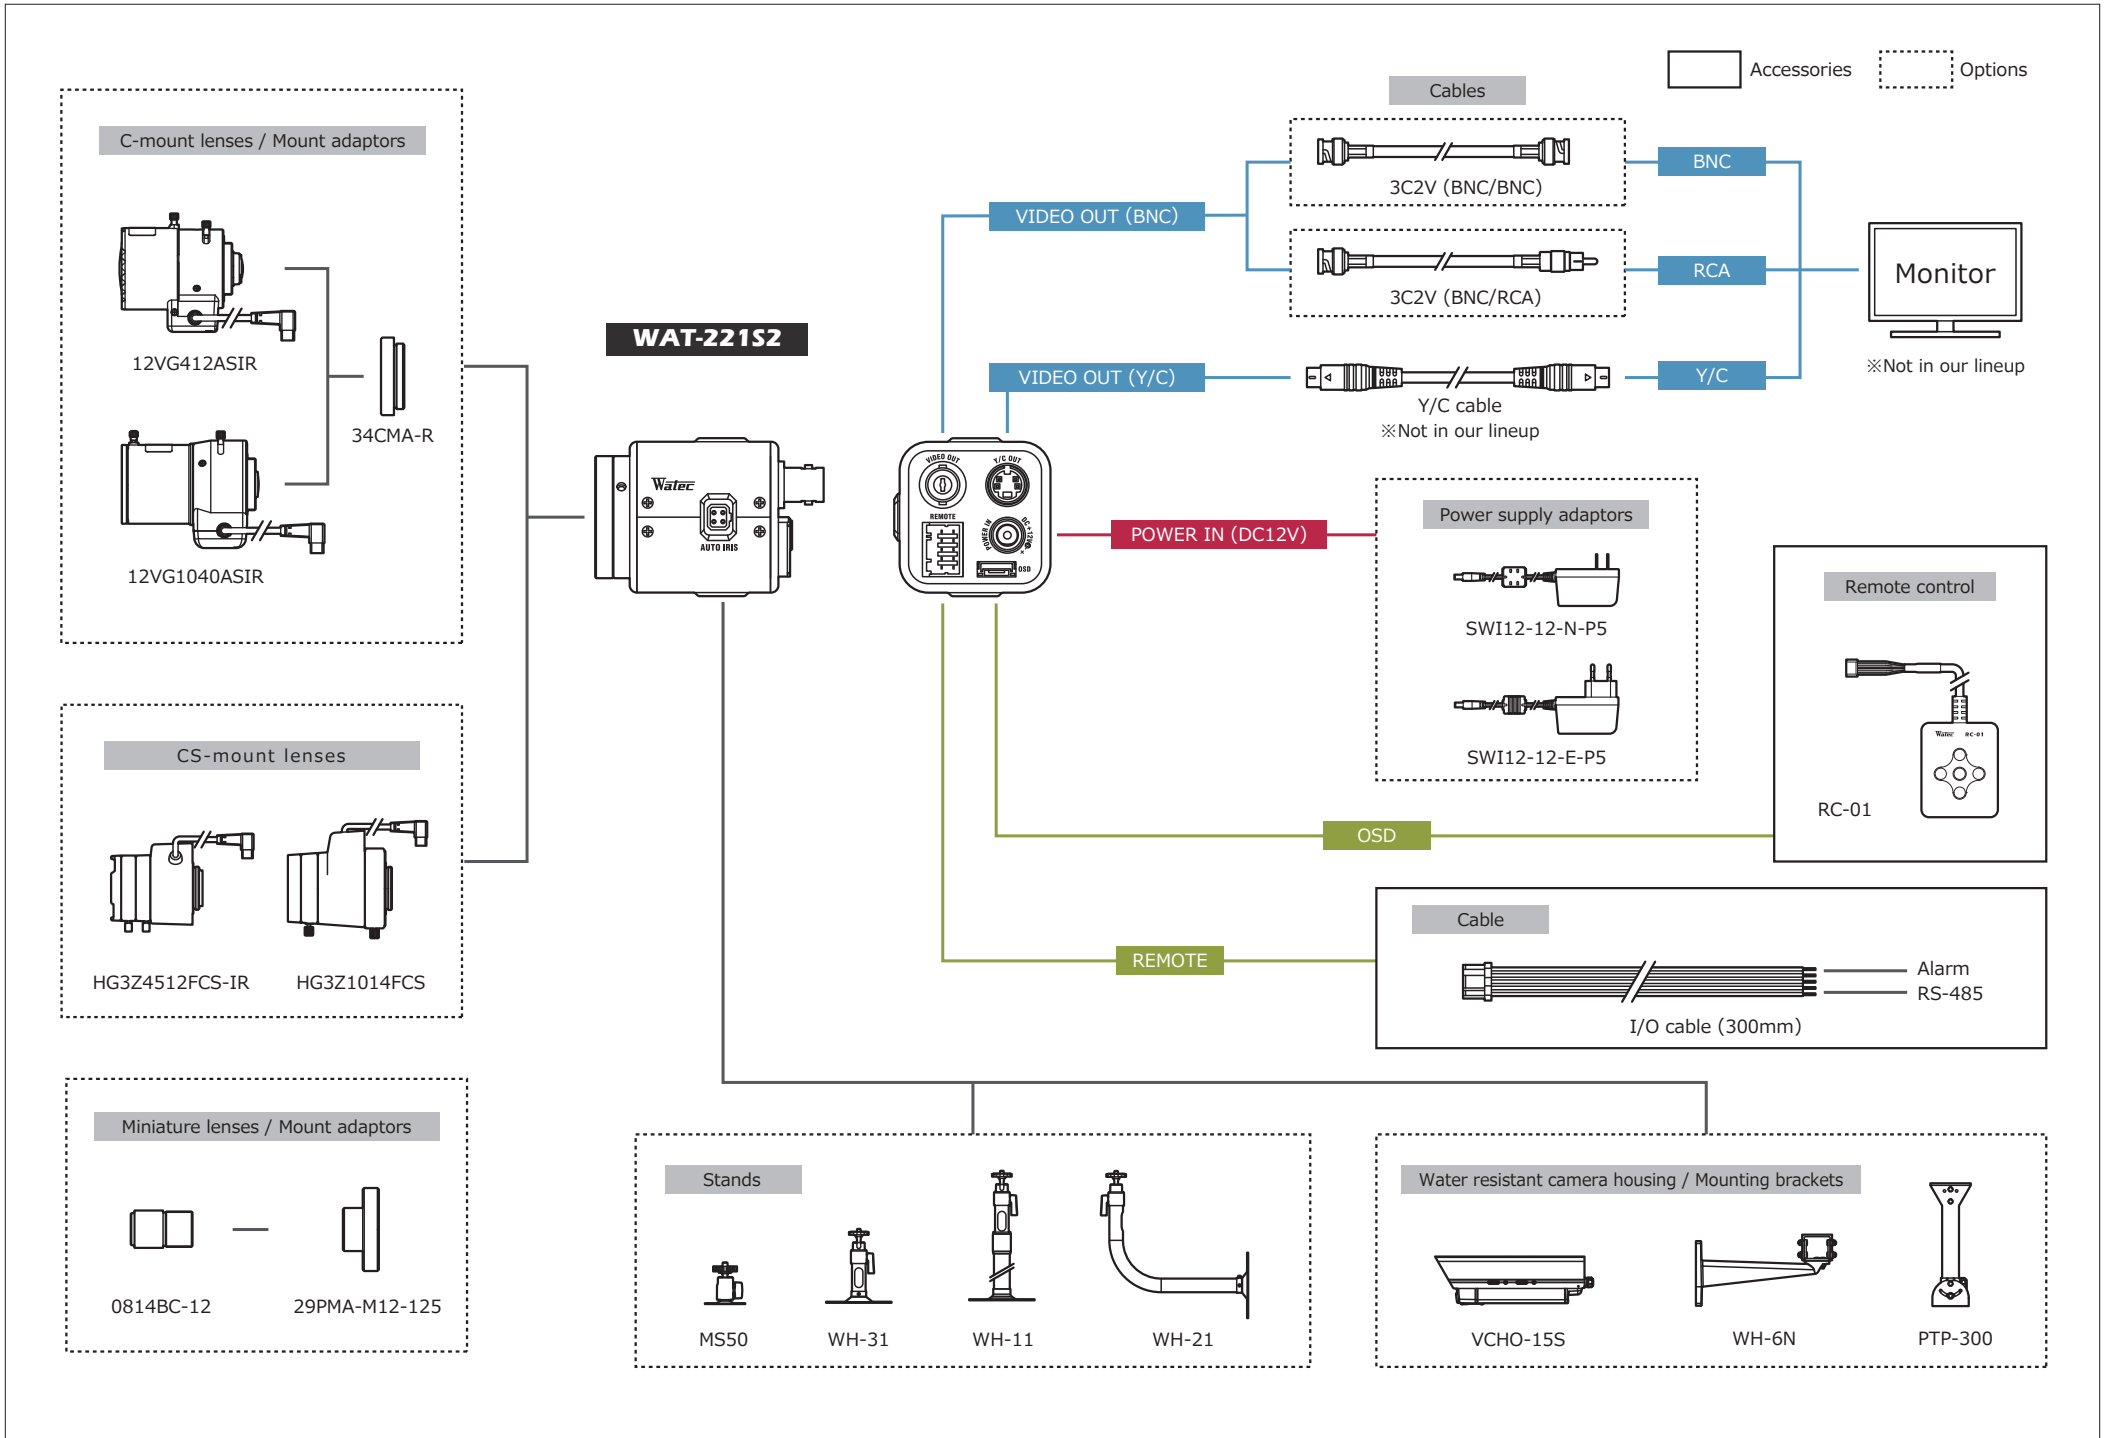 Accessories
Options
C-mount lenses / Mount adaptors
12VG412ASIR
34CMA-R
12VG1040ASIR
CS-mount lenses
HG3Z4512FCS-IR
HG3Z1014FCS
Miniature lenses / Mount adaptors
0814BC-12
29PMA-M12-125
WAT-221S2
Watec
AUTO IRIS
VIDEO OUT
Y/C OUT
REMOTE
POWER IN
DC+12V
OSD
VIDEO OUT (BNC)
VIDEO OUT (Y/C)
Cables
3C2V (BNC/BNC)
3C2V (BNC/RCA)
Y/C cable
※Not in our lineup
BNC
RCA
Y/C
Monitor
※Not in our lineup
POWER IN (DC12V)
Power supply adaptors
SWI12-12-N-P5
SWI12-12-E-P5
OSD
Remote control
Watec RC-01
RC-01
REMOTE
Cable
Alarm
RS-485
I/O cable (300mm)
Stands
MS50
WH-31
WH-11
WH-21
Water resistant camera housing / Mounting brackets
VCHO-15S
WH-6N
PTP-300